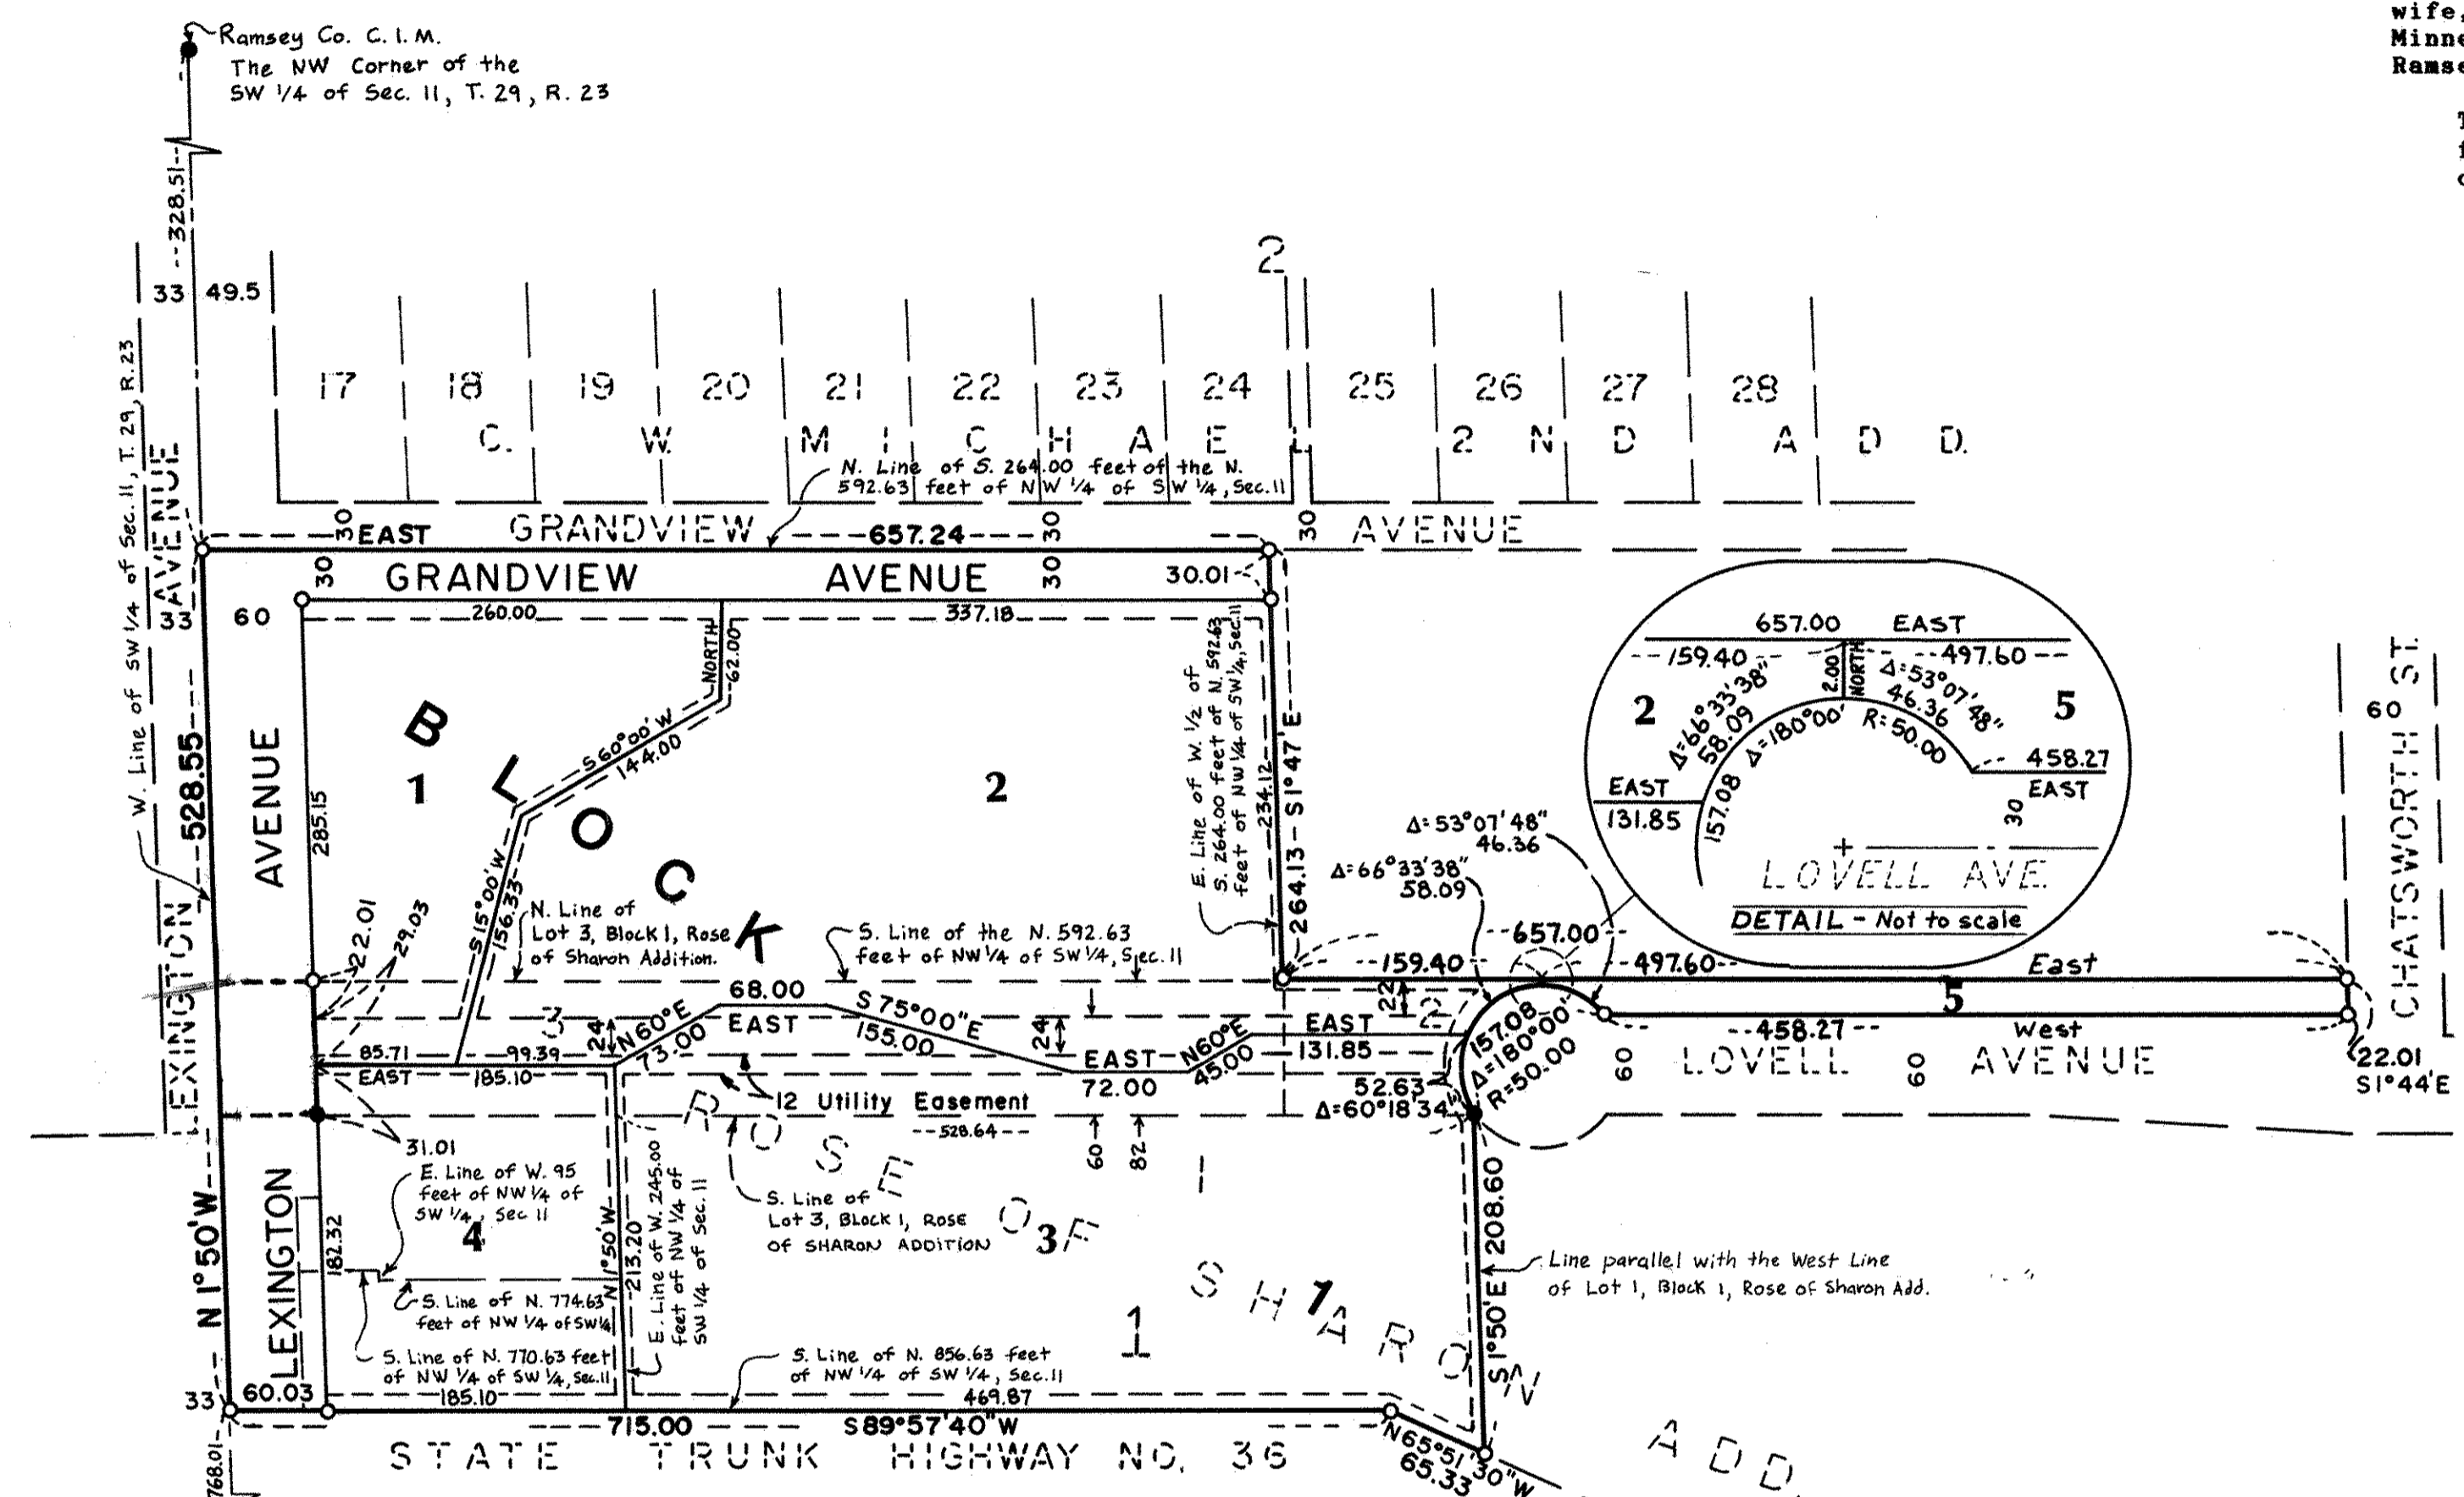 wife,
Minne
Ramse
Ramsey Co. C. I. M.
The NW Corner of the
SW 1/4 of Sec. 11, T. 29, R. 23
328.51
33 49.5
2
17 18 19 20 21 22 23 24 25 26 27 28
C. W. MICHAEL 2ND ADD.
N. Line of S. 264.00 feet of the N.
592.63 feet of NW 1/4 of SW 1/4, Sec. 11
W. Line of SW 1/4 of Sec. 11, T. 29, R. 23
AVENUE
30 EAST GRANDVIEW 657.24 30 30 AVENUE
30 GRANDVIEW AVENUE 30 30.01
33 60 260.00 337.18
NORTH
62.00
S60°00'W
144.00
BLOCK
1
2
528.55
AVENUE
285.15
S15°00'W
156.33
E. Line of W. 1/2 of
S. 264.00 feet of N. 592.63
feet of NW 1/4 of SW 1/4, Sec. 11
234.12
264.13 S1°47'E
657.00 EAST
159.40 497.60
2.00 NORTH
Δ=53°07'48"
46.36
Δ=66°33'38"
58.09
2
5
Δ=180°00'
R=50.00
157.08
458.27
EAST
EAST
131.85
30
LOVELL AVE.
DETAIL - Not to scale
60
CHATSWORTH ST.
Δ=53°07'48"
46.36
Δ=66°33'38"
58.09
22.01
29.03
N. Line of
Lot 3, Block 1, Rose
of Sharon Addition.
S. Line of the N. 592.63
feet of NW 1/4 of SW 1/4, Sec. 11
657.00
159.40 497.60 East
5
22
2
3
24
N60°E
73.00
68.00
EAST
S 75°00"E
155.00
24
EAST
72.00
N60°E
45.00
EAST
131.85
157.08
Δ=180°00'
R=50.00
458.27 West
60 LOVELL 60 AVENUE
22.01
S1°44'E
85.71 99.39
EAST 185.10
52.63
Δ=60°18'34"
12 Utility Easement
528.64
60
82
LEXINGTON
31.01
E. Line of W. 95
feet of NW 1/4 of
SW 1/4, Sec 11
4
182.32
N1°50'W
213.20
E. Line of W. 245.00
feet of NW 1/4 of
SW 1/4 of Sec. 11
S. Line of
Lot 3, Block 1, ROSE
of SHARON ADDITION
ROSE OF SHARON ADD.
3
1
1
208.60
S1°50'E
Line parallel with the West Line
of Lot 1, Block 1, Rose of Sharon Add.
N 1°50'W
LEXINGTON
S. Line of N. 774.63
feet of NW 1/4 of SW 1/4
S. Line of N. 770.63 feet
of NW 1/4 of SW 1/4, Sec. 11
S. Line of N. 856.63 feet
of NW 1/4 of SW 1/4, Sec. 11
33 60.03 185.10 469.87
715.00 S89°57'40"W
N65°51'30"W
65.33
STATE TRUNK HIGHWAY NO. 36
768.01